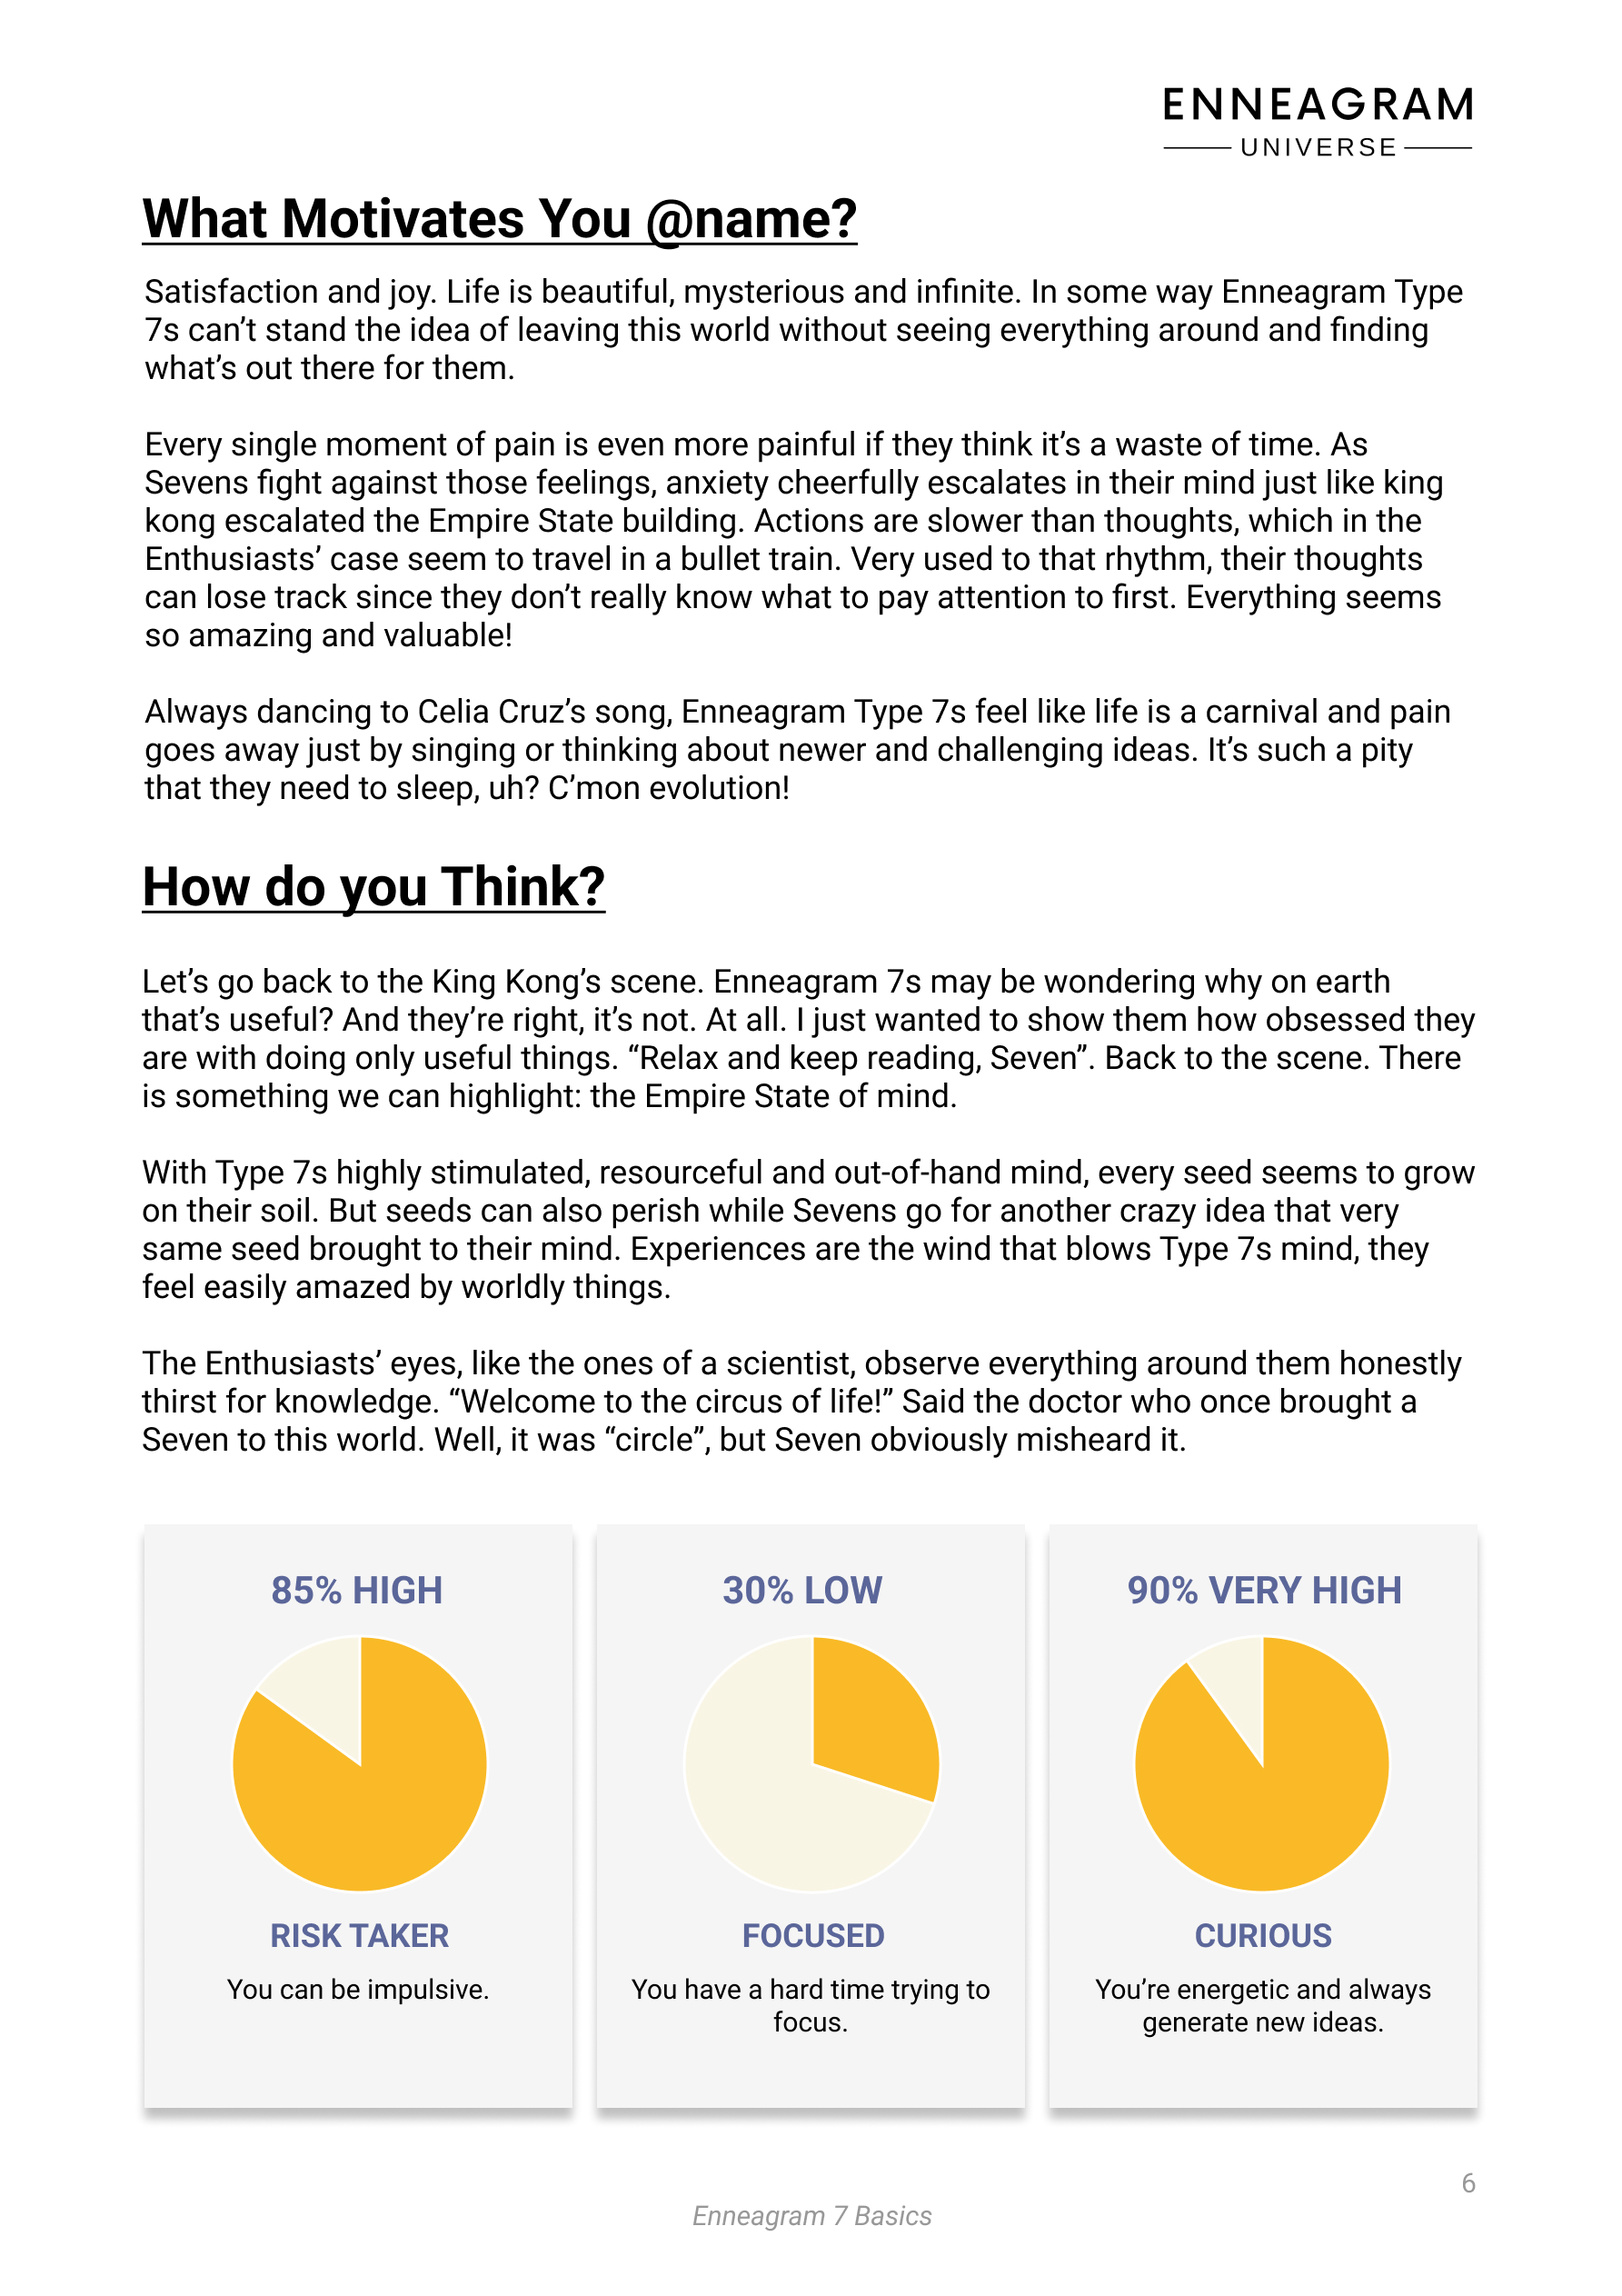 ENNEAGRAM
UNIVERSE
What Motivates You @name?
Satisfaction and joy. Life is beautiful, mysterious and infinite. In some way Enneagram Type
7s can’t stand the idea of leaving this world without seeing everything around and finding
what’s out there for them.
Every single moment of pain is even more painful if they think it’s a waste of time. As
Sevens fight against those feelings, anxiety cheerfully escalates in their mind just like king
kong escalated the Empire State building. Actions are slower than thoughts, which in the
Enthusiasts’ case seem to travel in a bullet train. Very used to that rhythm, their thoughts
can lose track since they don’t really know what to pay attention to first. Everything seems
so amazing and valuable!
Always dancing to Celia Cruz’s song, Enneagram Type 7s feel like life is a carnival and pain
goes away just by singing or thinking about newer and challenging ideas. It’s such a pity
that they need to sleep, uh? C’mon evolution!
How do you Think?
Let’s go back to the King Kong’s scene. Enneagram 7s may be wondering why on earth
that’s useful? And they’re right, it’s not. At all. I just wanted to show them how obsessed they
are with doing only useful things. “Relax and keep reading, Seven”. Back to the scene. There
is something we can highlight: the Empire State of mind.
With Type 7s highly stimulated, resourceful and out-of-hand mind, every seed seems to grow
on their soil. But seeds can also perish while Sevens go for another crazy idea that very
same seed brought to their mind. Experiences are the wind that blows Type 7s mind, they
feel easily amazed by worldly things.
The Enthusiasts’ eyes, like the ones of a scientist, observe everything around them honestly
thirst for knowledge. “Welcome to the circus of life!” Said the doctor who once brought a
Seven to this world. Well, it was “circle”, but Seven obviously misheard it.
85% HIGH
RISK TAKER
You can be impulsive.
30% LOW
FOCUSED
You have a hard time trying to
focus.
90% VERY HIGH
CURIOUS
You’re energetic and always
generate new ideas.
6
Enneagram 7 Basics